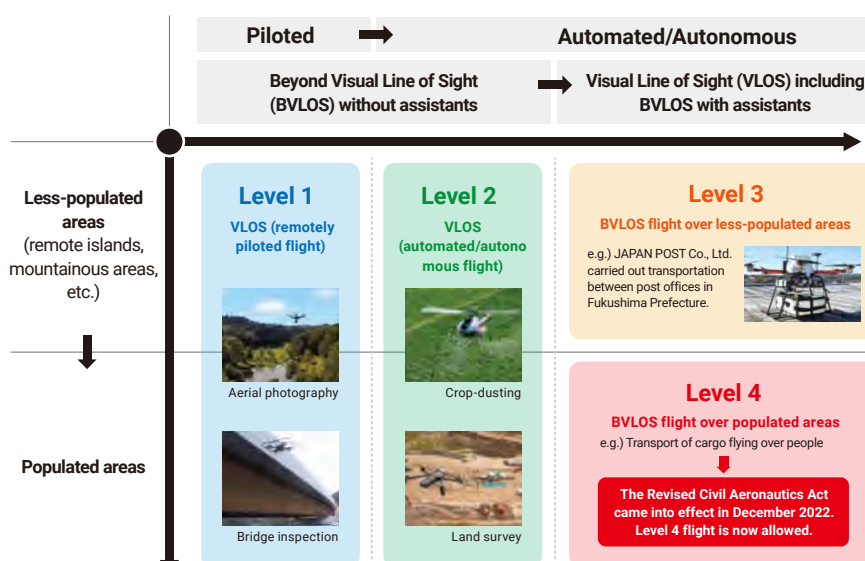 Piloted
Automated/Autonomous
Beyond Visual Line of Sight
(BVLOS) without assistants
Visual Line of Sight (VLOS) including
BVLOS with assistants
Less-populated
areas
(remote islands,
mountainous areas,
etc.)
Populated areas
Level 1
VLOS (remotely
piloted flight)
Aerial photography
Bridge inspection
Level 2
VLOS
(automated/autono
mous flight)
Crop-dusting
Land survey
Level 3
BVLOS flight over less-populated areas
e.g.) JAPAN POST Co., Ltd.
carried out transportation
between post offices in
Fukushima Prefecture.
Level 4
BVLOS flight over populated areas
e.g.) Transport of cargo flying over people
The Revised Civil Aeronautics Act
came into effect in December 2022.
Level 4 flight is now allowed.